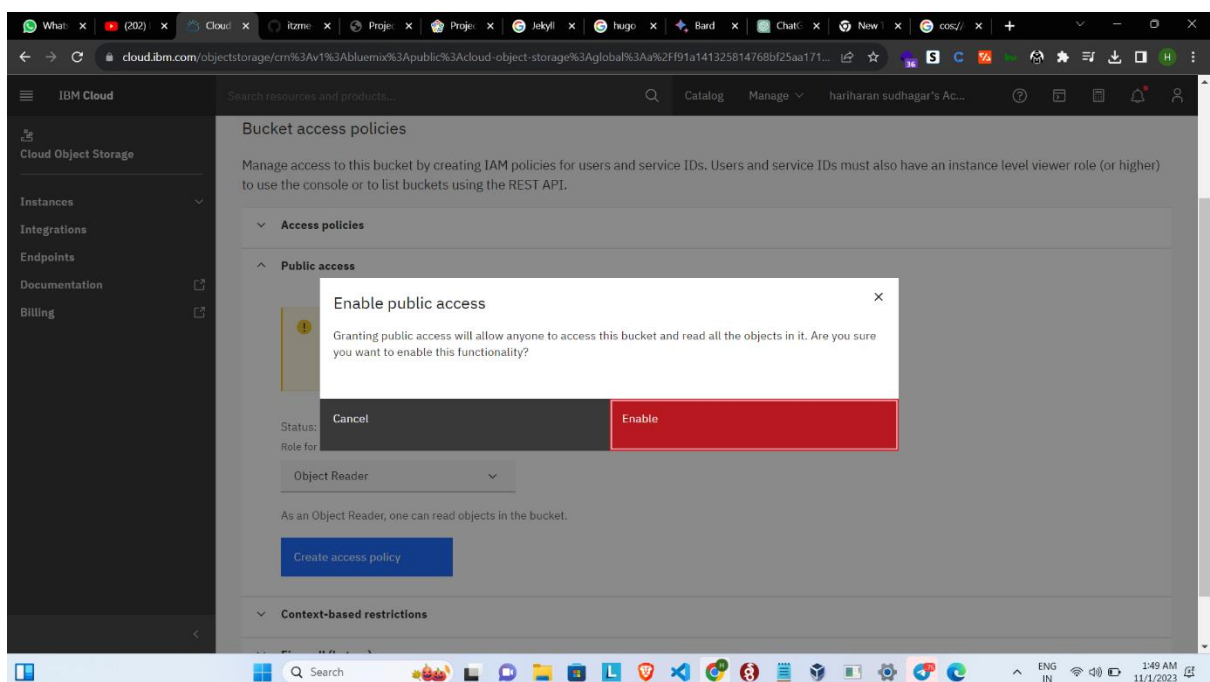 Whats
(202)
Cloud
itzme
Projec
Projec
Jekyll
hugo
Bard
ChatG
New T
cos://
cloud.ibm.com/objectstorage/crn%3Av1%3Abluemix%3Apublic%3Acloud-object-storage%3Aglobal%3Aa%2Ff91a141325814768bf25aa171...
36
H
IBM Cloud
Search resources and products...
Catalog
Manage
hariharan sudhagar's Ac...
Cloud Object Storage
Instances
Integrations
Endpoints
Documentation
Billing
Bucket access policies
Manage access to this bucket by creating IAM policies for users and service IDs. Users and service IDs must also have an instance level viewer role (or higher)
to use the console or to list buckets using the REST API.
Access policies
Public access
Enable public access
Granting public access will allow anyone to access this bucket and read all the objects in it. Are you sure
you want to enable this functionality?
Cancel
Enable
Status:
Role for
Object Reader
As an Object Reader, one can read objects in the bucket.
Create access policy
Context-based restrictions
Search
ENG
IN
1:49 AM
11/1/2023